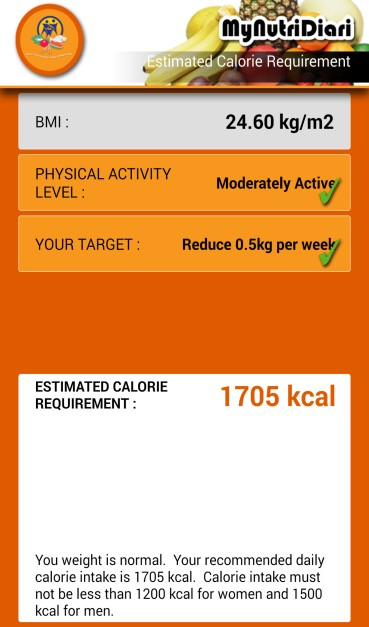 MyNutriDiari
Estimated Calorie Requirement
BMI : 24.60 kg/m2
PHYSICAL ACTIVITY
LEVEL : Moderately Active
YOUR TARGET : Reduce 0.5kg per week
ESTIMATED CALORIE
REQUIREMENT : 1705 kcal
You weight is normal. Your recommended daily
calorie intake is 1705 kcal. Calorie intake must
not be less than 1200 kcal for women and 1500
kcal for men.